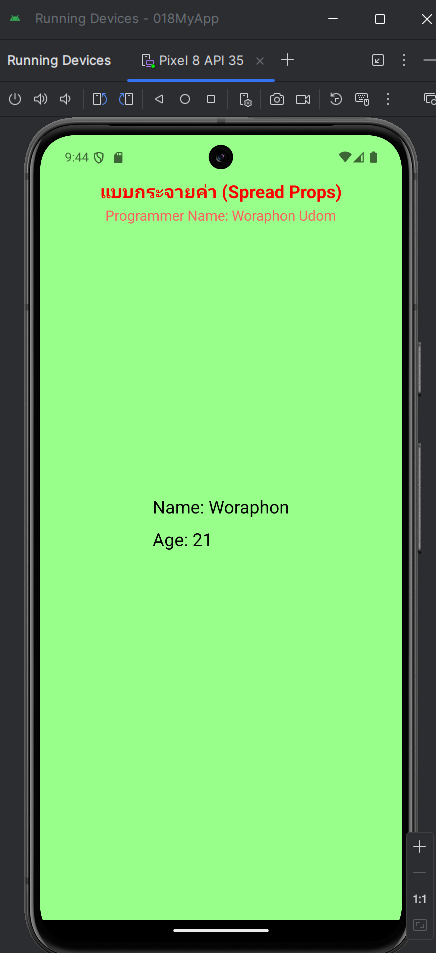 Running Devices - 018MyApp
Running Devices
Pixel 8 API 35
9:44
แบบกระจายค่า (Spread Props)
Programmer Name: Woraphon Udom
Name: Woraphon
Age: 21
1:1